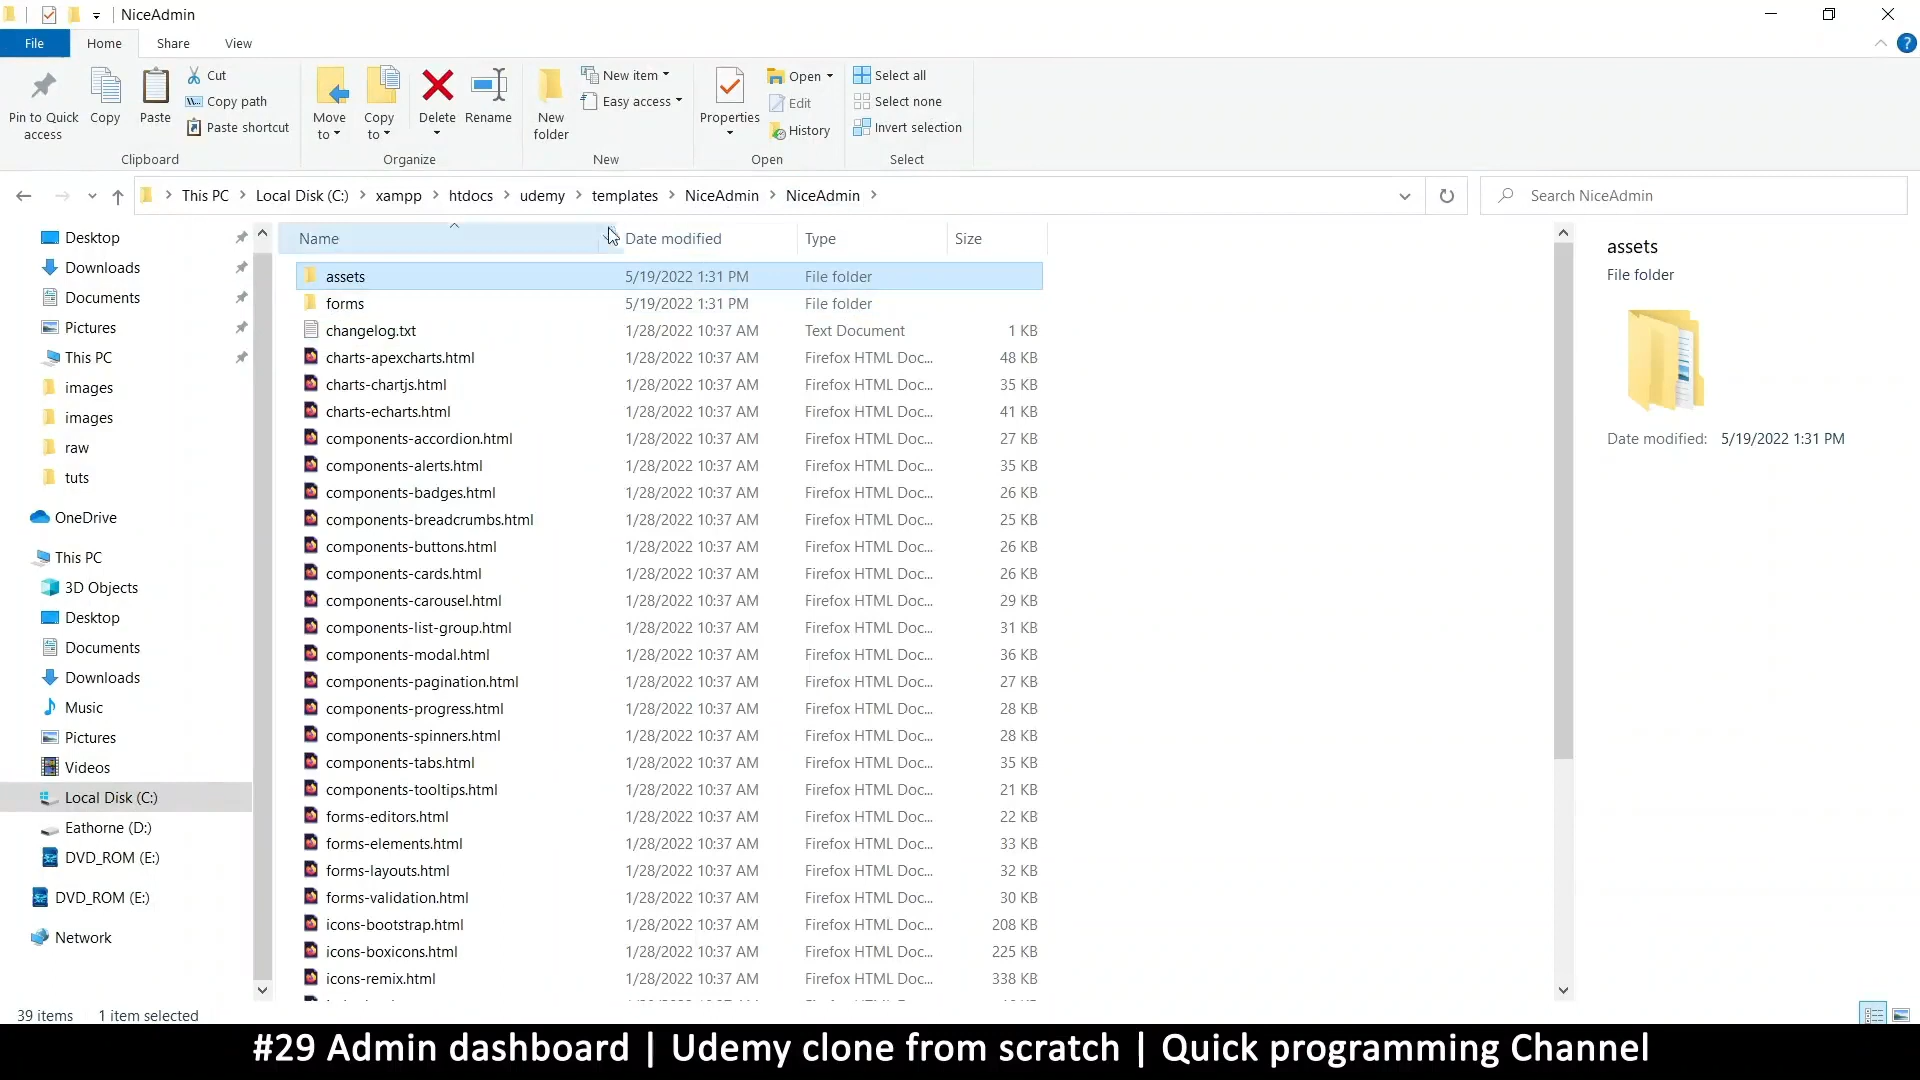 NiceAdmin
File Home Share View
Pin to Quick access
Copy
Paste
Cut
Copy path
Paste shortcut
Clipboard
Move to
Copy to
Delete
Rename
Organize
New folder
New item
Easy access
New
Properties
Open
Edit
History
Open
Select all
Select none
Invert selection
Select
This PC Local Disk (C:) xampp htdocs udemy templates NiceAdmin NiceAdmin
Search NiceAdmin
Desktop
Downloads
Documents
Pictures
This PC
images
images
raw
tuts
OneDrive
This PC
3D Objects
Desktop
Documents
Downloads
Music
Pictures
Videos
Local Disk (C:)
Eathorne (D:)
DVD_ROM (E:)
DVD_ROM (E:)
Network
Name Date modified Type Size
assets 5/19/2022 1:31 PM File folder
forms 5/19/2022 1:31 PM File folder
changelog.txt 1/28/2022 10:37 AM Text Document 1 KB
charts-apexcharts.html 1/28/2022 10:37 AM Firefox HTML Doc... 48 KB
charts-chartjs.html 1/28/2022 10:37 AM Firefox HTML Doc... 35 KB
charts-echarts.html 1/28/2022 10:37 AM Firefox HTML Doc... 41 KB
components-accordion.html 1/28/2022 10:37 AM Firefox HTML Doc... 27 KB
components-alerts.html 1/28/2022 10:37 AM Firefox HTML Doc... 35 KB
components-badges.html 1/28/2022 10:37 AM Firefox HTML Doc... 26 KB
components-breadcrumbs.html 1/28/2022 10:37 AM Firefox HTML Doc... 25 KB
components-buttons.html 1/28/2022 10:37 AM Firefox HTML Doc... 26 KB
components-cards.html 1/28/2022 10:37 AM Firefox HTML Doc... 26 KB
components-carousel.html 1/28/2022 10:37 AM Firefox HTML Doc... 29 KB
components-list-group.html 1/28/2022 10:37 AM Firefox HTML Doc... 31 KB
components-modal.html 1/28/2022 10:37 AM Firefox HTML Doc... 36 KB
components-pagination.html 1/28/2022 10:37 AM Firefox HTML Doc... 27 KB
components-progress.html 1/28/2022 10:37 AM Firefox HTML Doc... 28 KB
components-spinners.html 1/28/2022 10:37 AM Firefox HTML Doc... 28 KB
components-tabs.html 1/28/2022 10:37 AM Firefox HTML Doc... 35 KB
components-tooltips.html 1/28/2022 10:37 AM Firefox HTML Doc... 21 KB
forms-editors.html 1/28/2022 10:37 AM Firefox HTML Doc... 22 KB
forms-elements.html 1/28/2022 10:37 AM Firefox HTML Doc... 33 KB
forms-layouts.html 1/28/2022 10:37 AM Firefox HTML Doc... 32 KB
forms-validation.html 1/28/2022 10:37 AM Firefox HTML Doc... 30 KB
icons-bootstrap.html 1/28/2022 10:37 AM Firefox HTML Doc... 208 KB
icons-boxicons.html 1/28/2022 10:37 AM Firefox HTML Doc... 225 KB
icons-remix.html 1/28/2022 10:37 AM Firefox HTML Doc... 338 KB
assets
File folder
Date modified: 5/19/2022 1:31 PM
39 items 1 item selected
#29 Admin dashboard | Udemy clone from scratch | Quick programming Channel